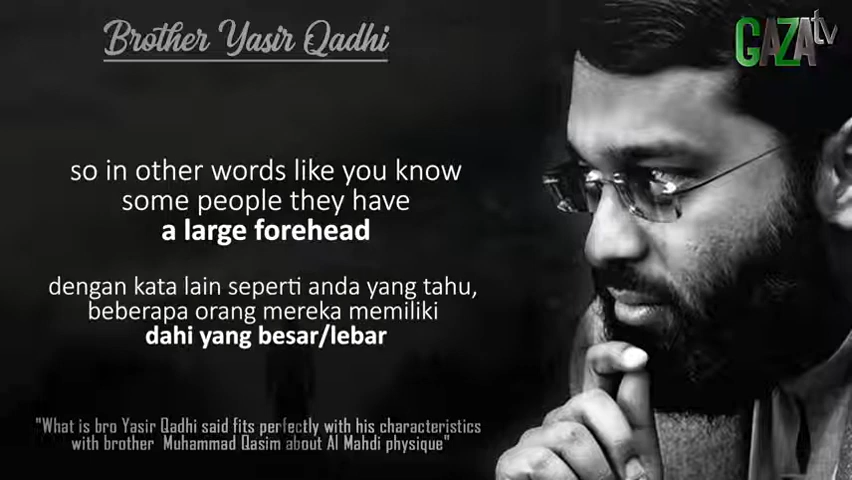 Brother Yasir Qadhi
GAZAtv
so in other words like you know
some people they have
a large forehead
dengan kata lain seperti anda yang tahu,
beberapa orang mereka memiliki
dahi yang besar/lebar
"What is bro Yasir Qadhi said fits perfectly with his characteristics
with brother Muhammad Qasim about Al Mahdi physique"